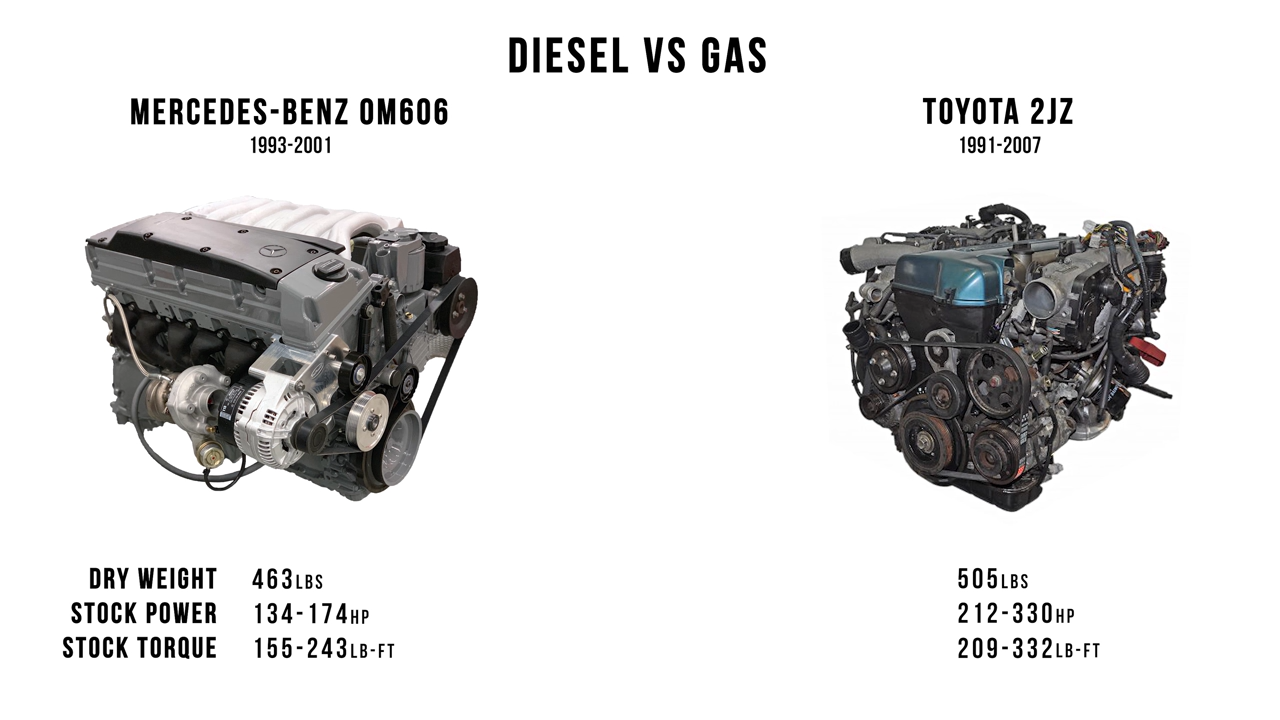 DIESEL VS GAS
MERCEDES-BENZ OM606
1993-2001
TOYOTA 2JZ
1991-2007
DRY WEIGHT 463LBS 505LBS
STOCK POWER 134-174HP 212-330HP
STOCK TORQUE 155-243LB-FT 209-332LB-FT